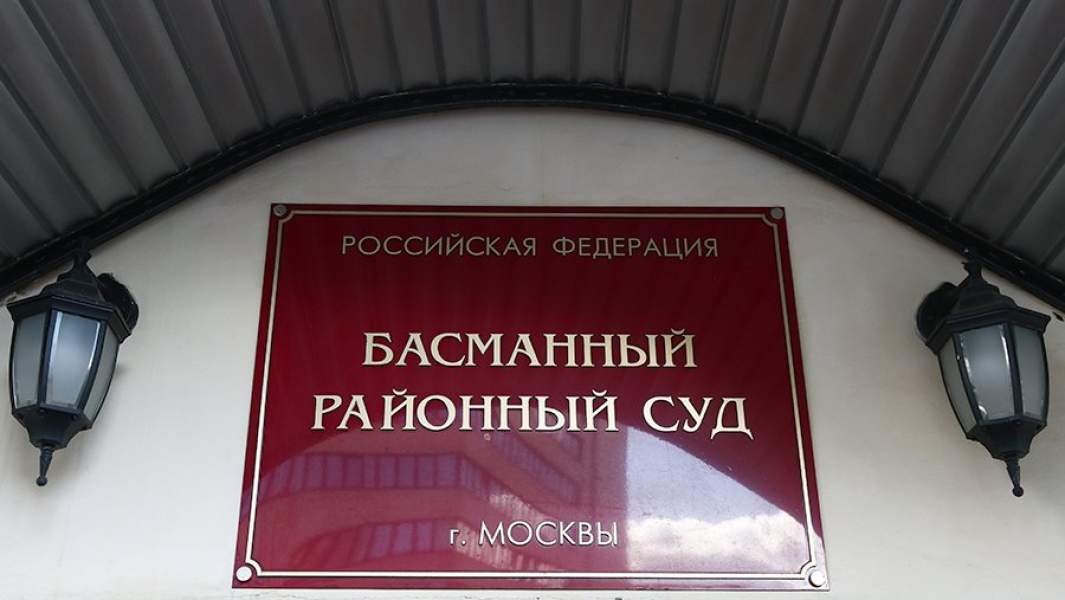 РОССИЙСКАЯ ФЕДЕРАЦИЯ
БАСМАННЫЙ
РАЙОННЫЙ СУД
г. МОСКВЫ